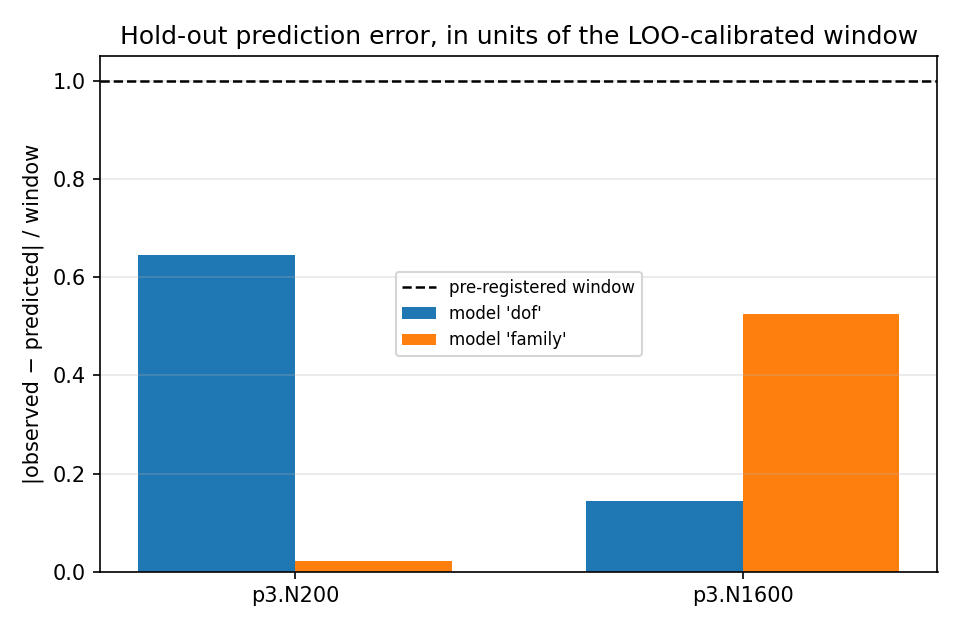 Hold-out prediction error, in units of the LOO-calibrated window
|observed − predicted| / window
1.0
0.8
0.6
0.4
0.2
0.0
pre-registered window
model 'dof'
model 'family'
p3.N200
p3.N1600